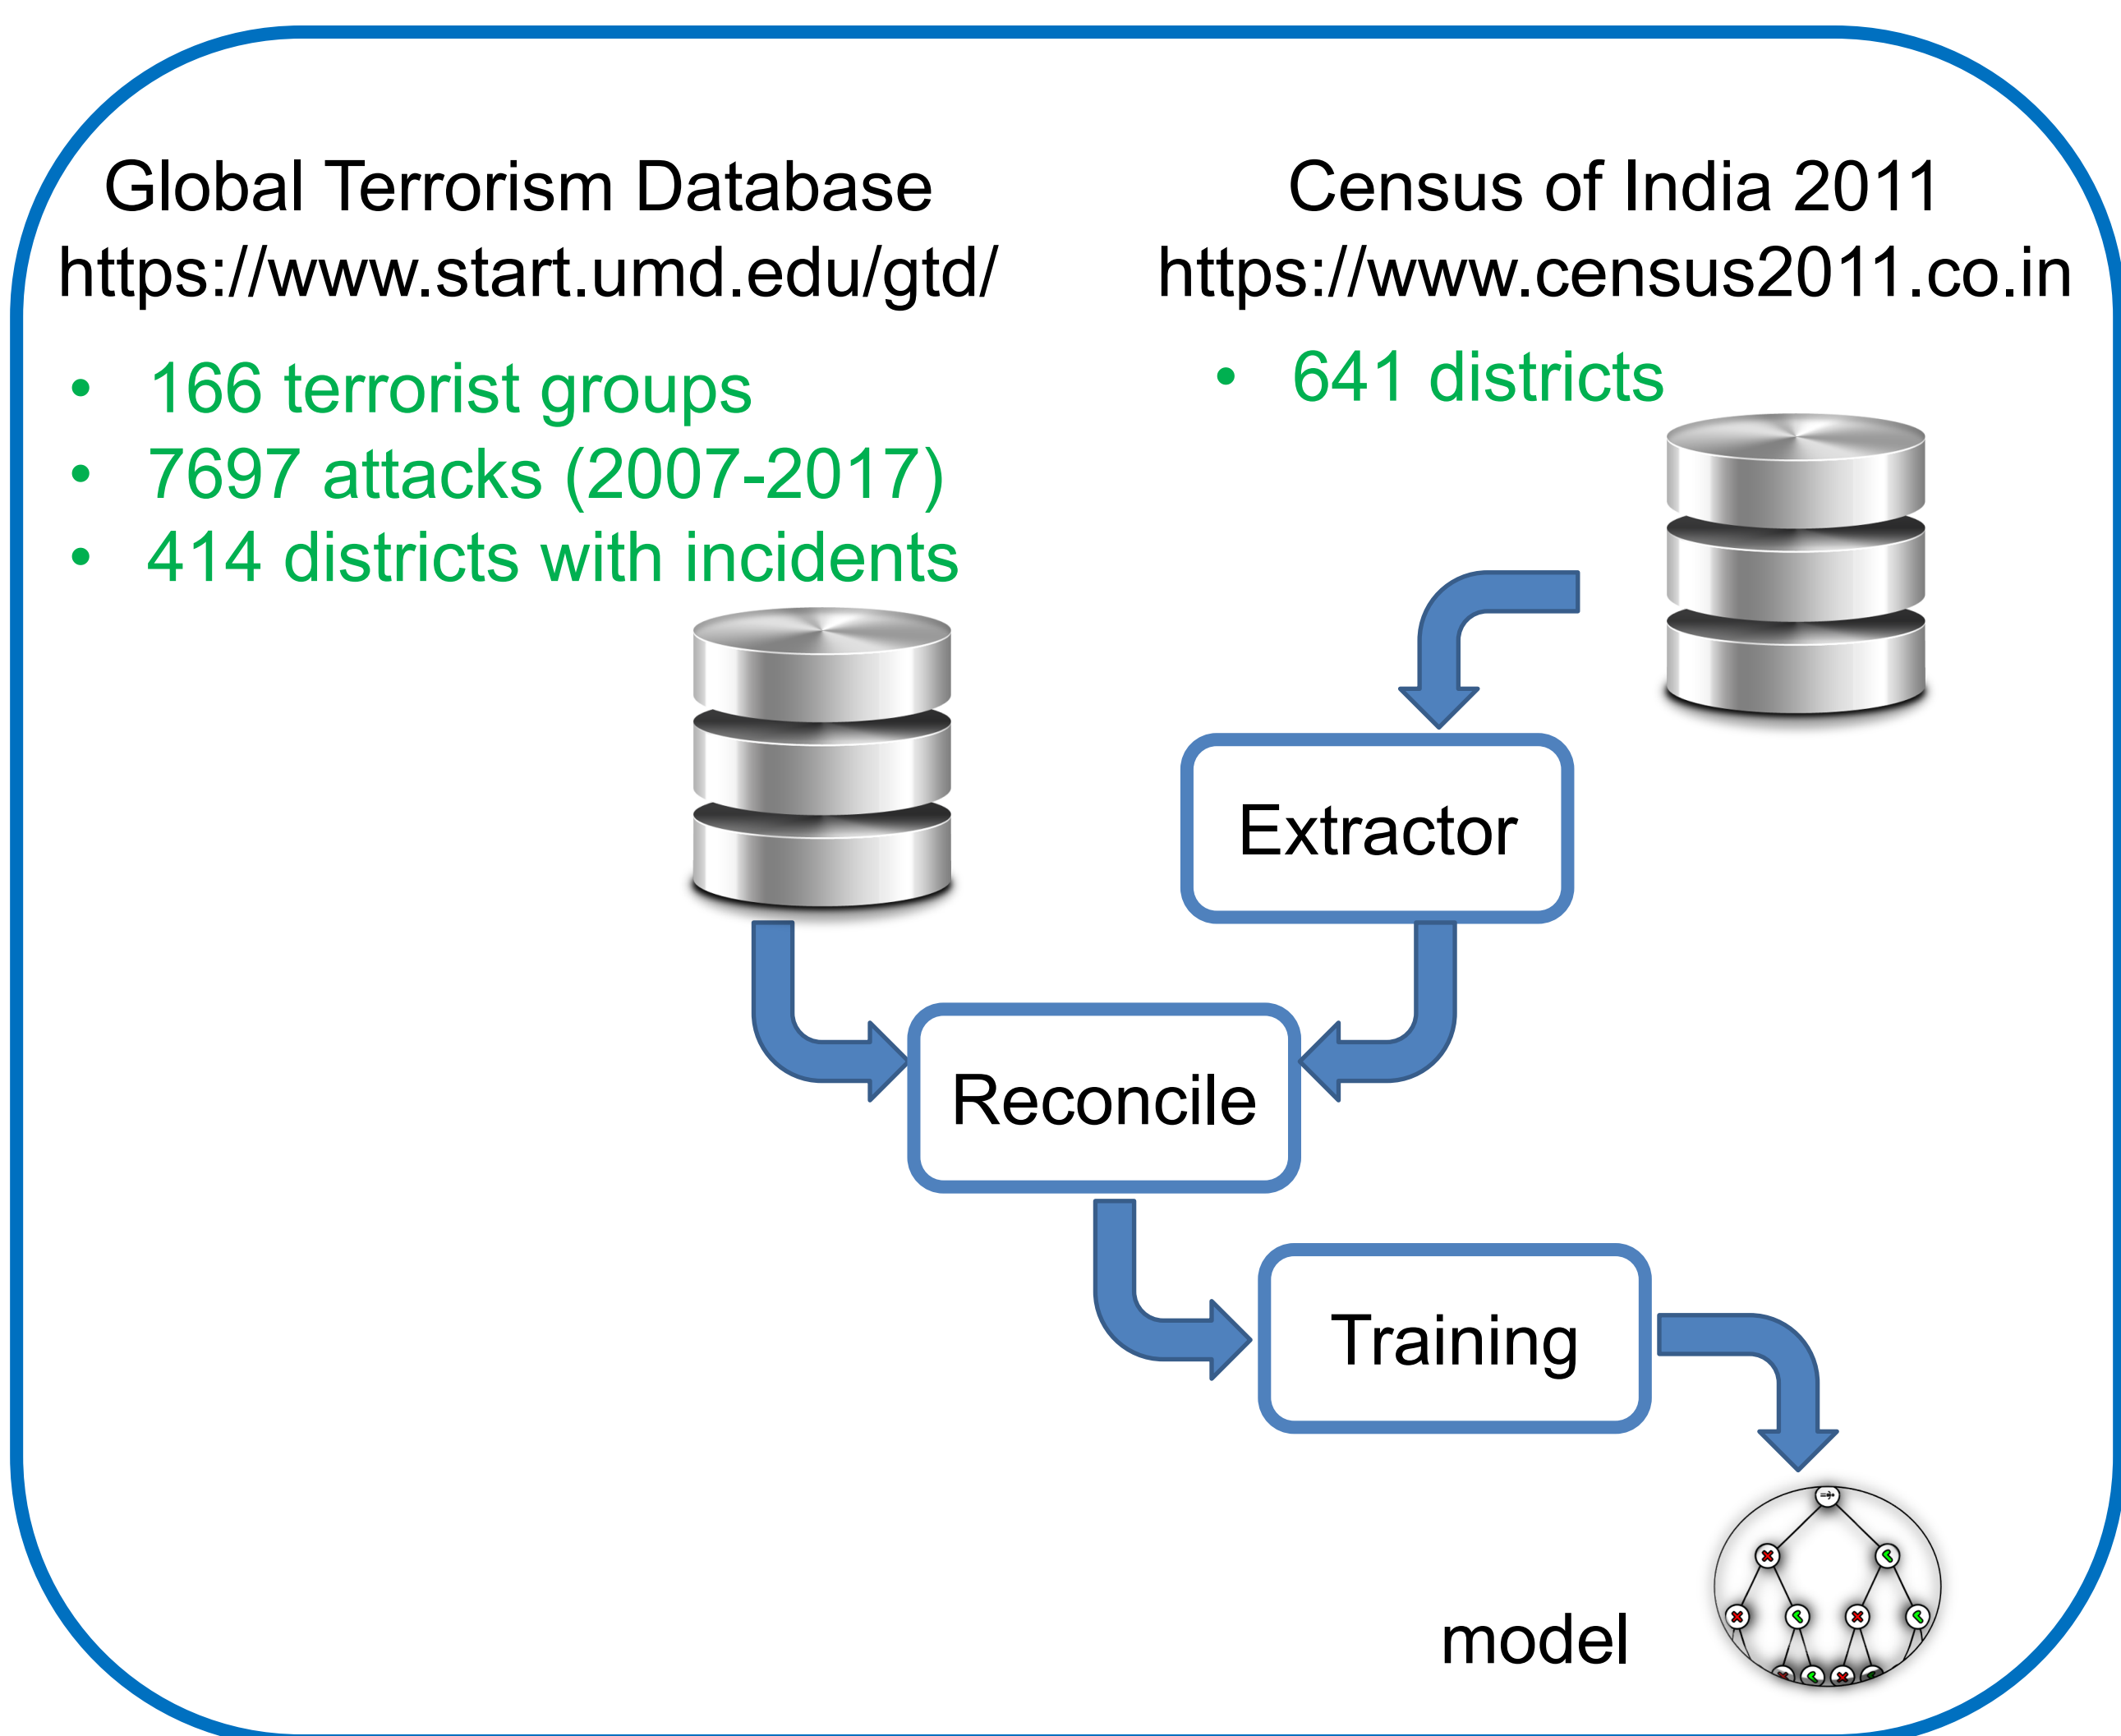 Global Terrorism Database
https://www.start.umd.edu/gtd/
• 166 terrorist groups
• 7697 attacks (2007-2017)
• 414 districts with incidents
Census of India 2011
https://www.census2011.co.in
• 641 districts
Extractor
Reconcile
Training
model